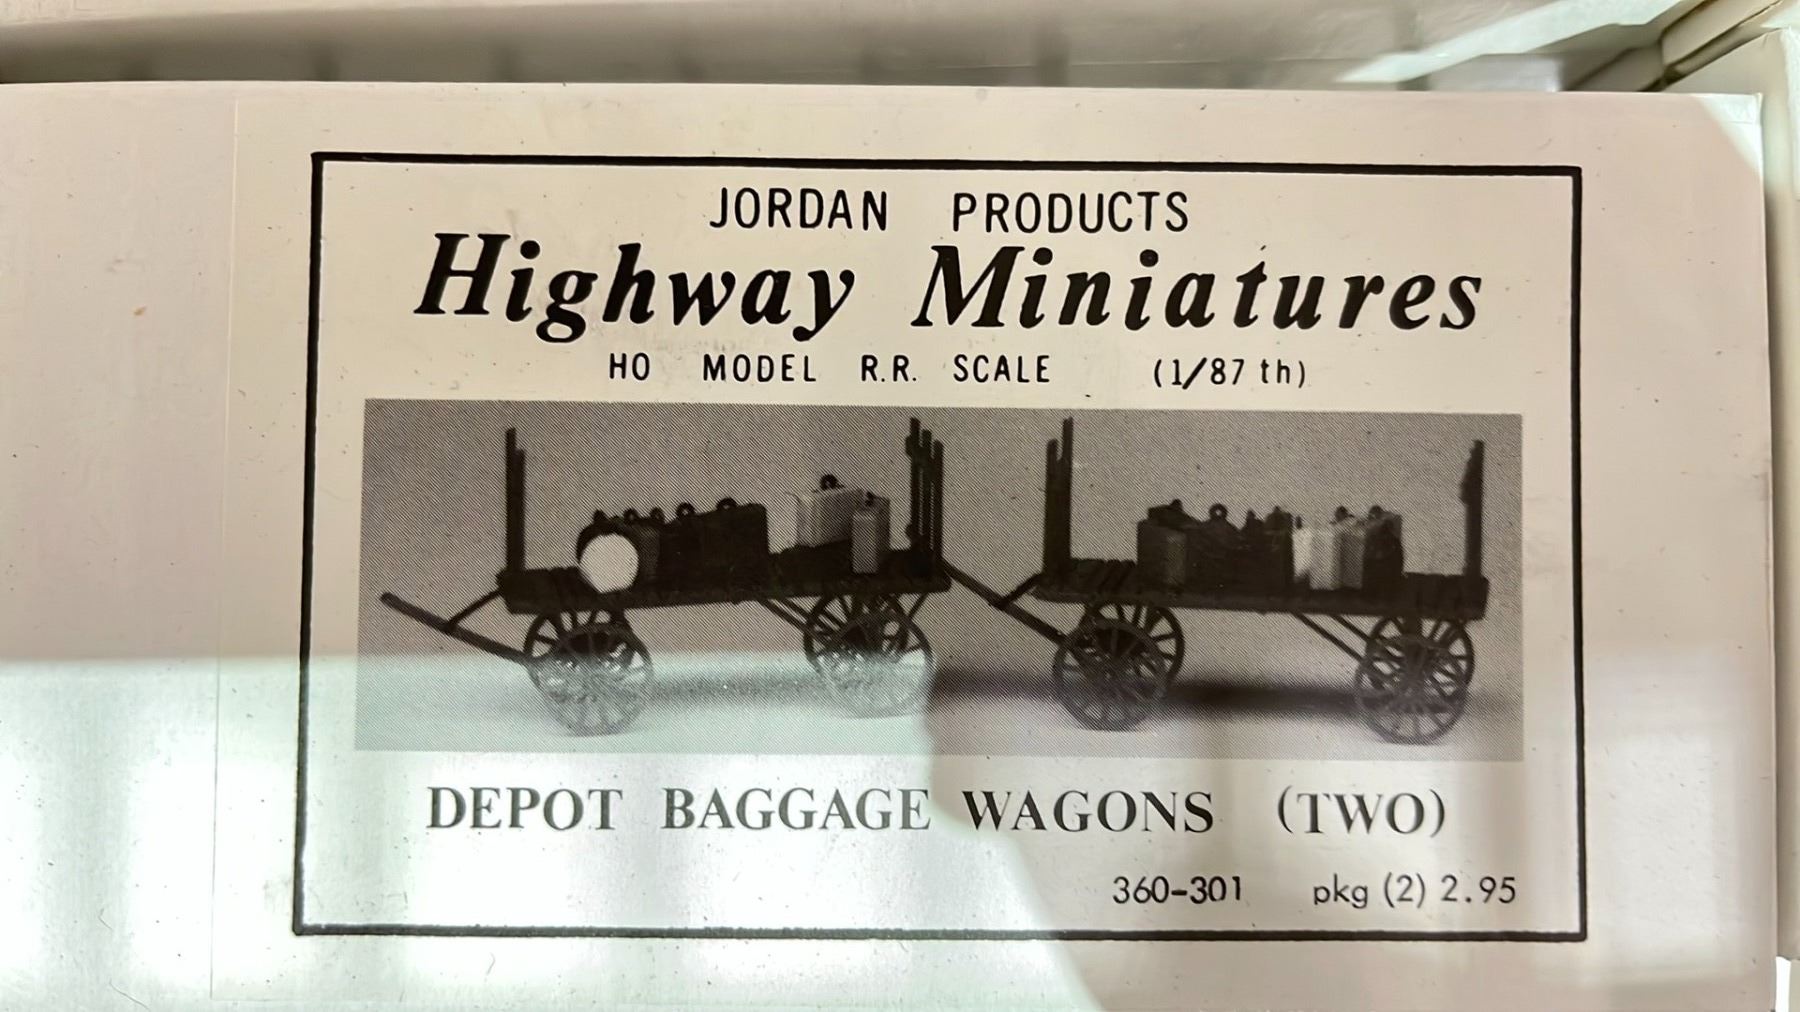 JORDAN PRODUCTS
Highway Miniatures
HO MODEL R.R. SCALE (1/87 th)
DEPOT BAGGAGE WAGONS (TWO)
360-301 pkg (2) 2.95